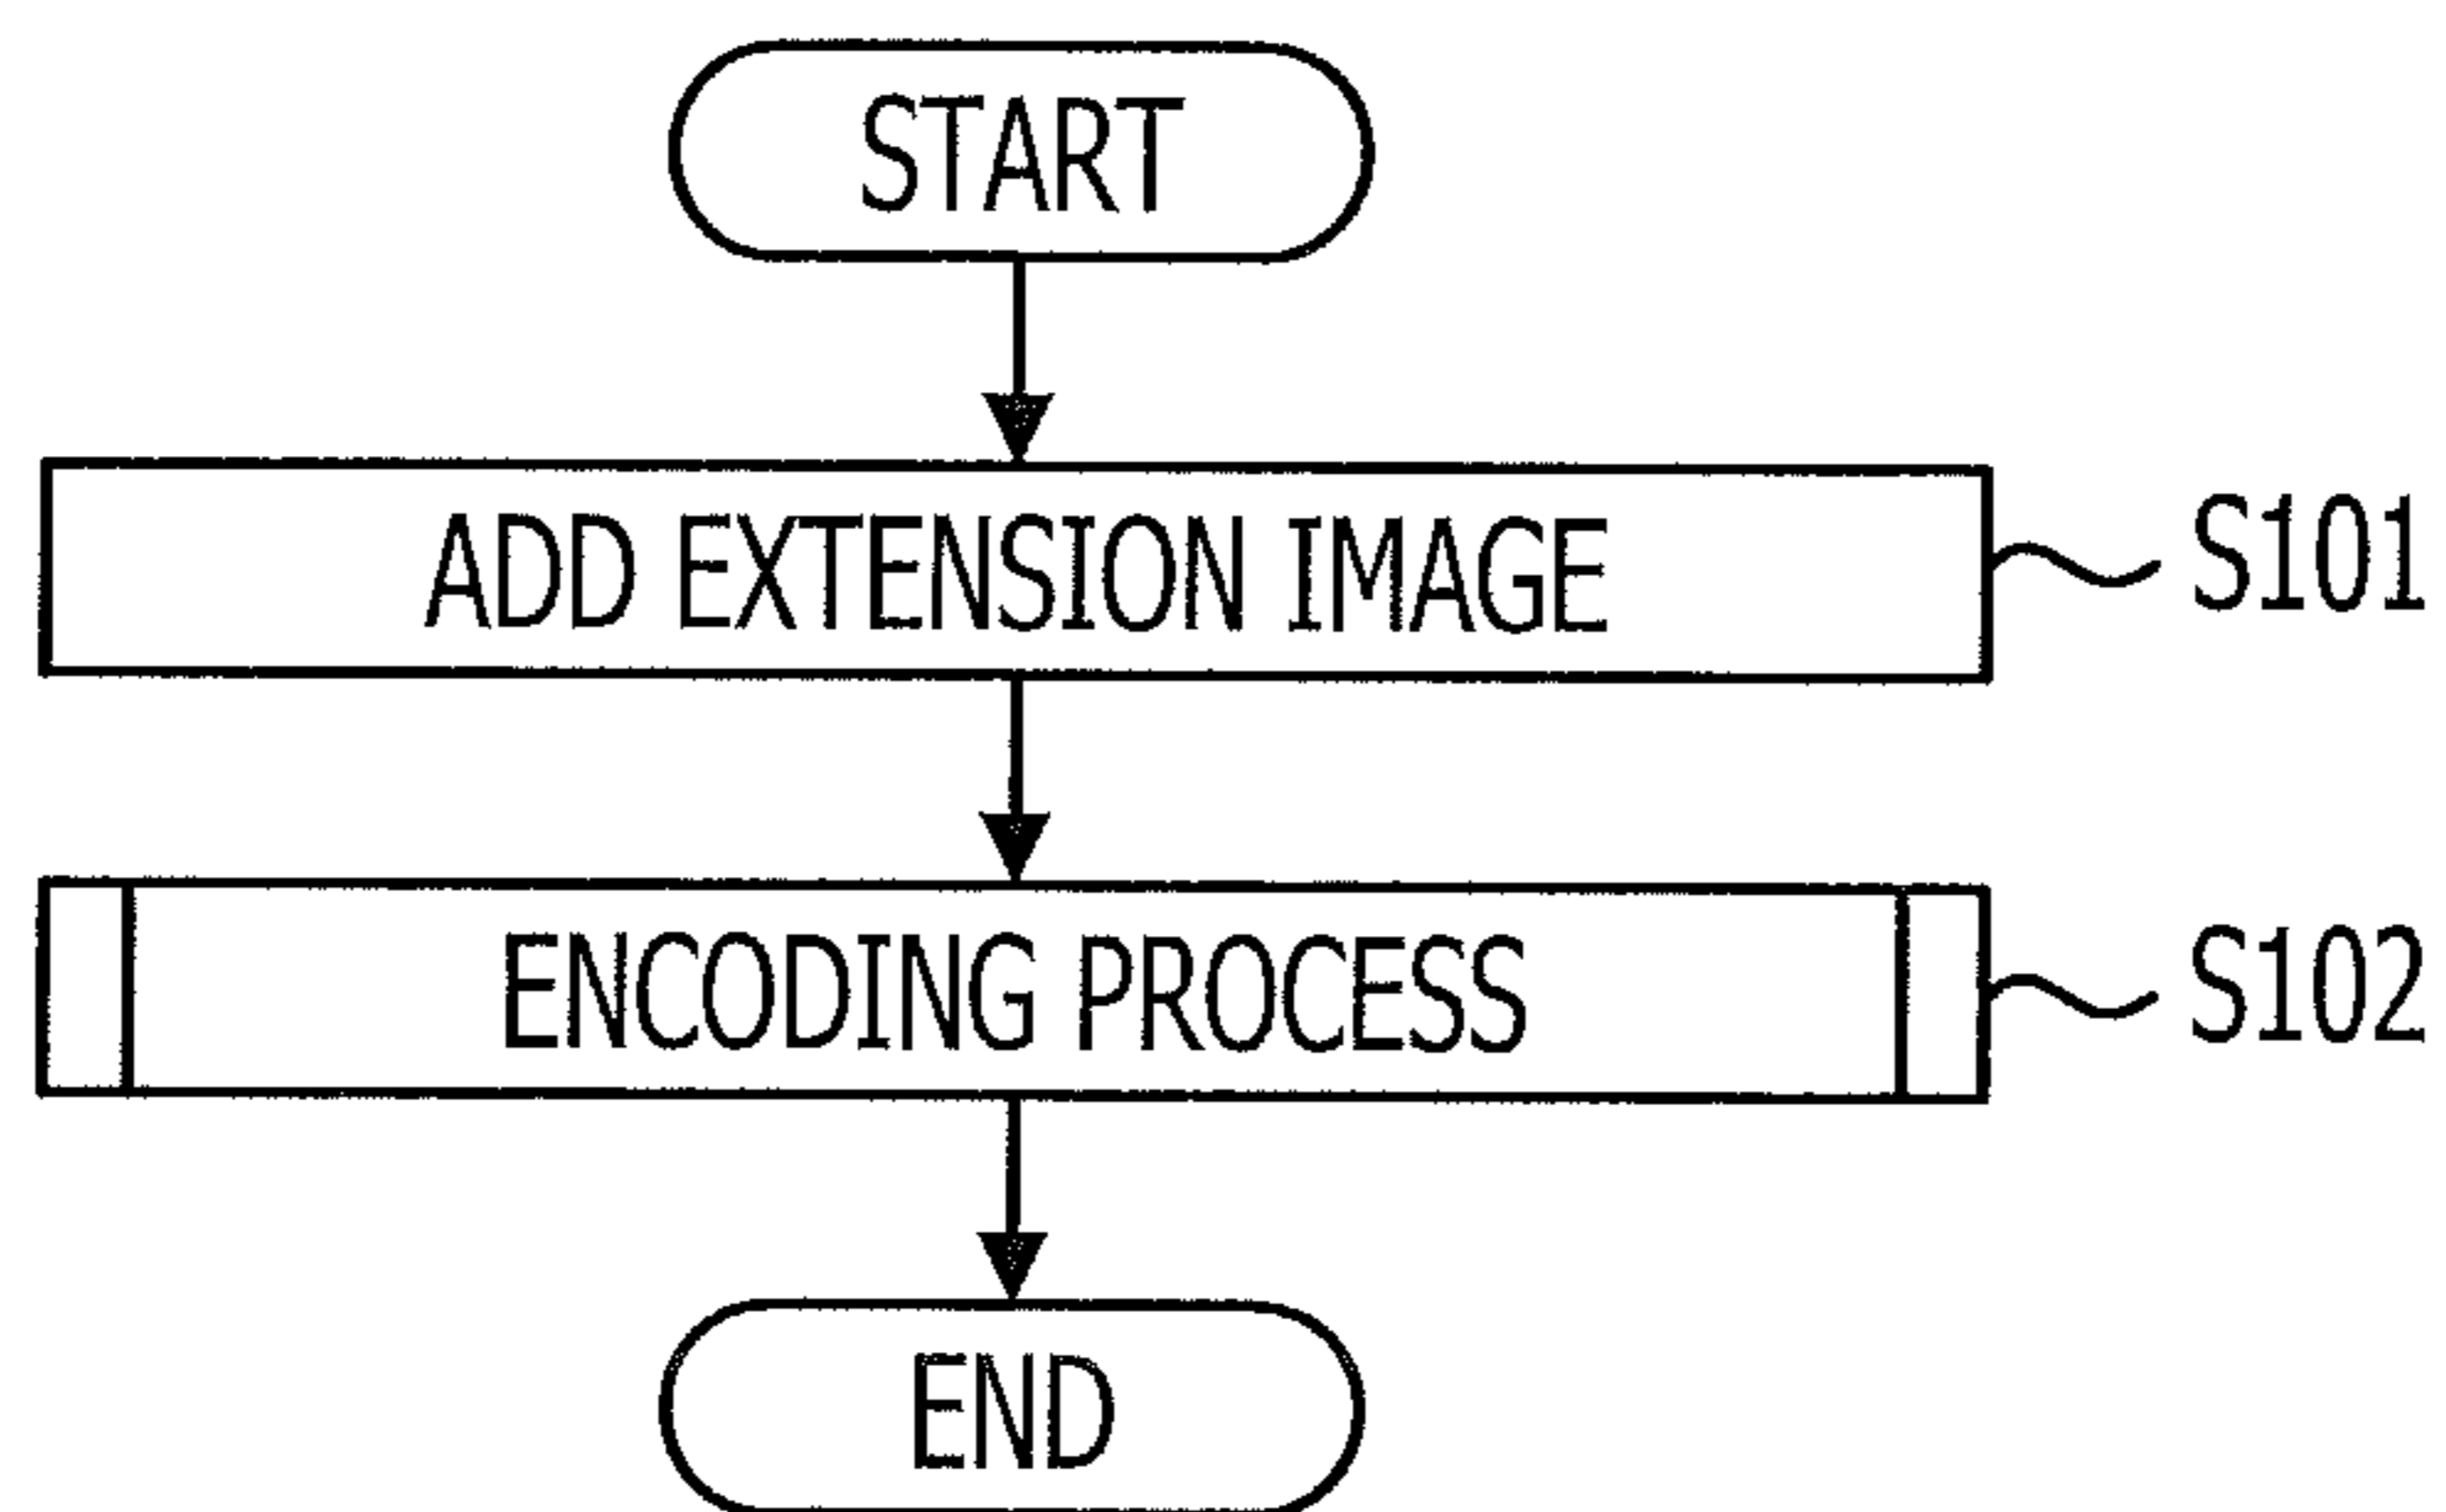 START
ADD EXTENSION IMAGE
S101
ENCODING PROCESS
S102
END